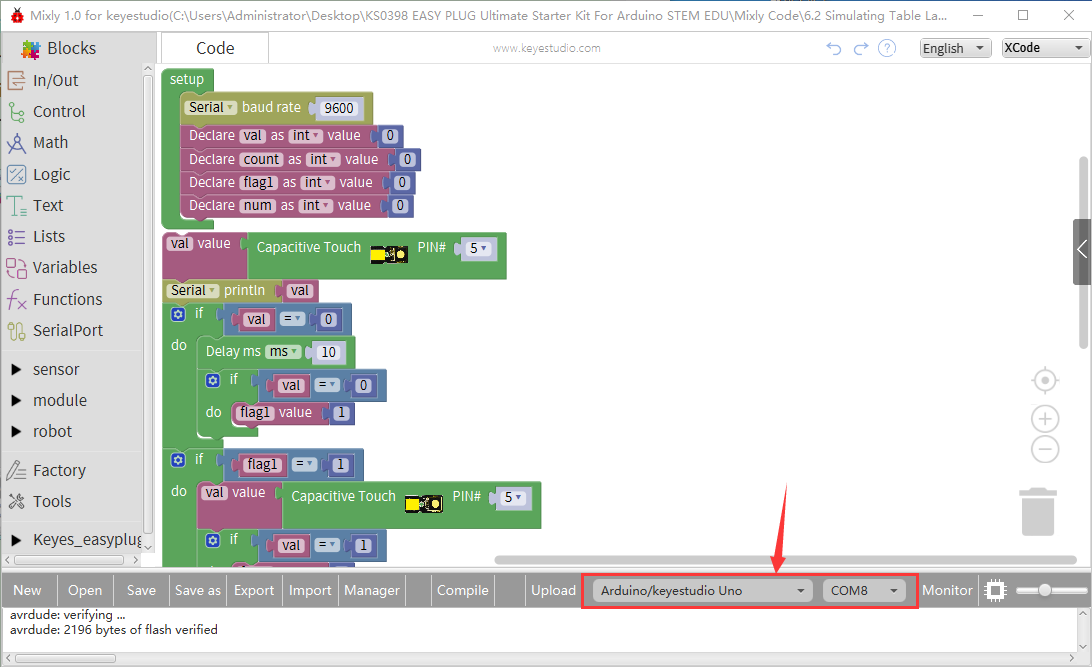 Mixly 1.0 for keyestudio(C:\Users\Administrator\Desktop\KS0398 EASY PLUG Ultimate Starter Kit For Arduino STEM EDU\Mixly Code\6.2 Simulating Table La...
Blocks
Code
www.keyestudio.com
?
English
XCode
In/Out
Control
Math
Logic
Text
Lists
Variables
Functions
SerialPort
sensor
module
robot
Factory
Tools
Keyes_easyplug
setup
Serial baud rate 9600
Declare val as int value 0
Declare count as int value 0
Declare flag1 as int value 0
Declare num as int value 0
val value Capacitive Touch PIN# 5
Serial println val
if val = 0
do Delay ms ms 10
if val = 0
do flag1 value 1
if flag1 = 1
do val value Capacitive Touch PIN# 5
if val = 1
New Open Save Save as Export Import Manager Compile Upload Arduino/keyestudio Uno COM8 Monitor
avrdude: verifying ...
avrdude: 2196 bytes of flash verified